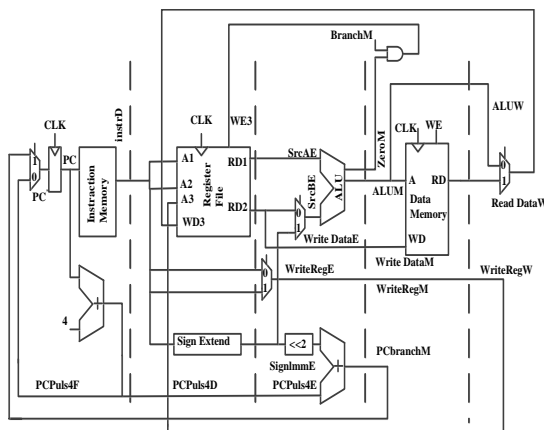 BranchM
CLK
PC
1
0
PC
Instraction
Memory
instrD
CLK
WE3
A1
A2
A3
WD3
Register
File
RD1
RD2
SrcAE
SrcBE
0
1
ALU
ZeroM
ALUM
CLK
WE
A
RD
Data
Memory
WD
ALUW
0
1
Read DataW
Write DataE
Write DataM
0
1
WriteRegE
WriteRegM
WriteRegW
4
+
Sign Extend
<<2
SignlmmE
+
PCbranchM
PCPuls4F
PCPuls4D
PCPuls4E